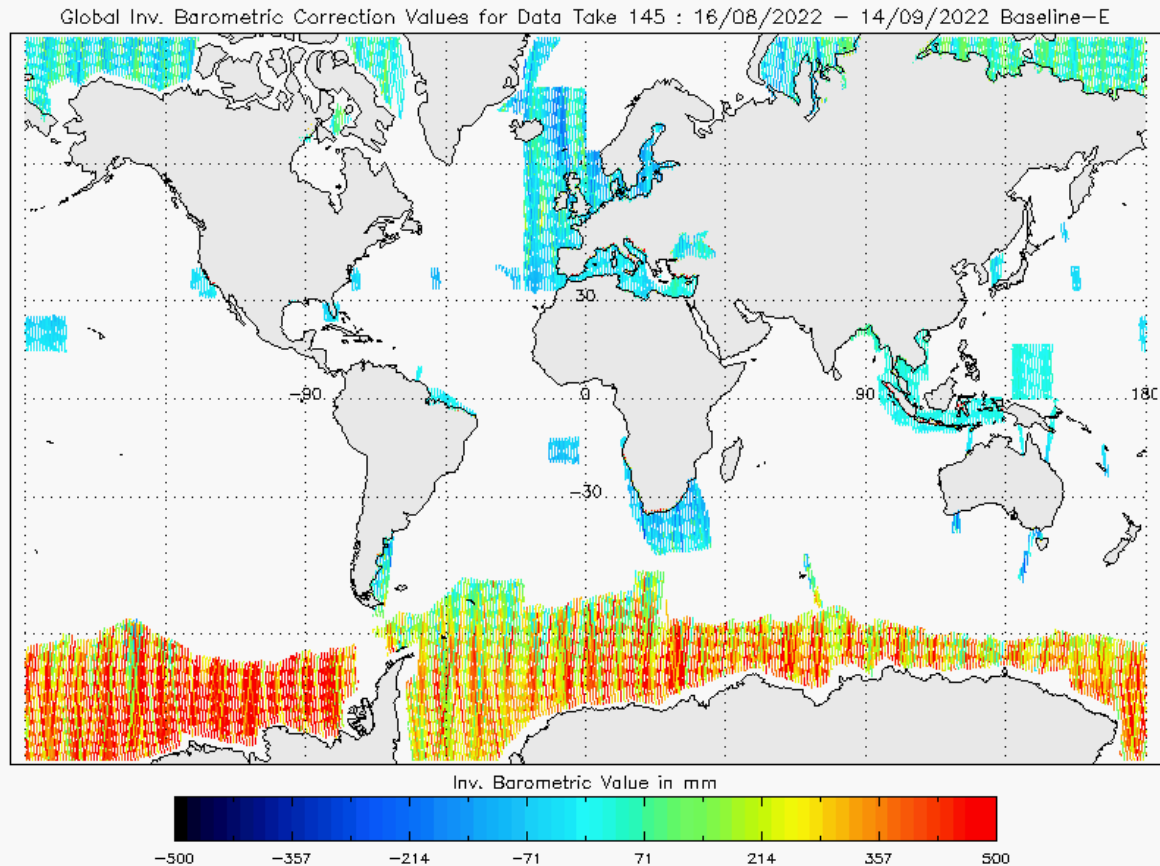 Global Inv. Barometric Correction Values for Data Take 145 : 16/08/2022 – 14/09/2022 Baseline–E
30
–90 0 90 180
–30
Inv. Barometric Value in mm
–500 –357 –214 –71 71 214 357 500